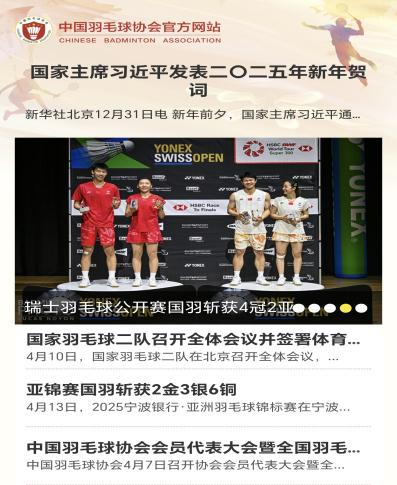 中国羽毛球协会官方网站
CHINESE BADMINTON ASSOCIATION
国家主席习近平发表二〇二五年新年贺
词
新华社北京12月31日电 新年前夕，国家主席习近平通...
YONEX
SWISS OPEN
HSBC BWF
World Tour
Super 300
YONEX
HSBC Race
To Finals
YONEX
瑞士羽毛球公开赛国羽斩获4冠2亚
国家羽毛球二队召开全体会议并签署体育...
4月10日，国家羽毛球二队在北京召开全体会议，...
亚锦赛国羽斩获2金3银6铜
4月13日，2025宁波银行·亚洲羽毛球锦标赛在宁波...
中国羽毛球协会会员代表大会暨全国羽毛...
中国羽毛球协会4月7日召开协会会员代表大会暨全...